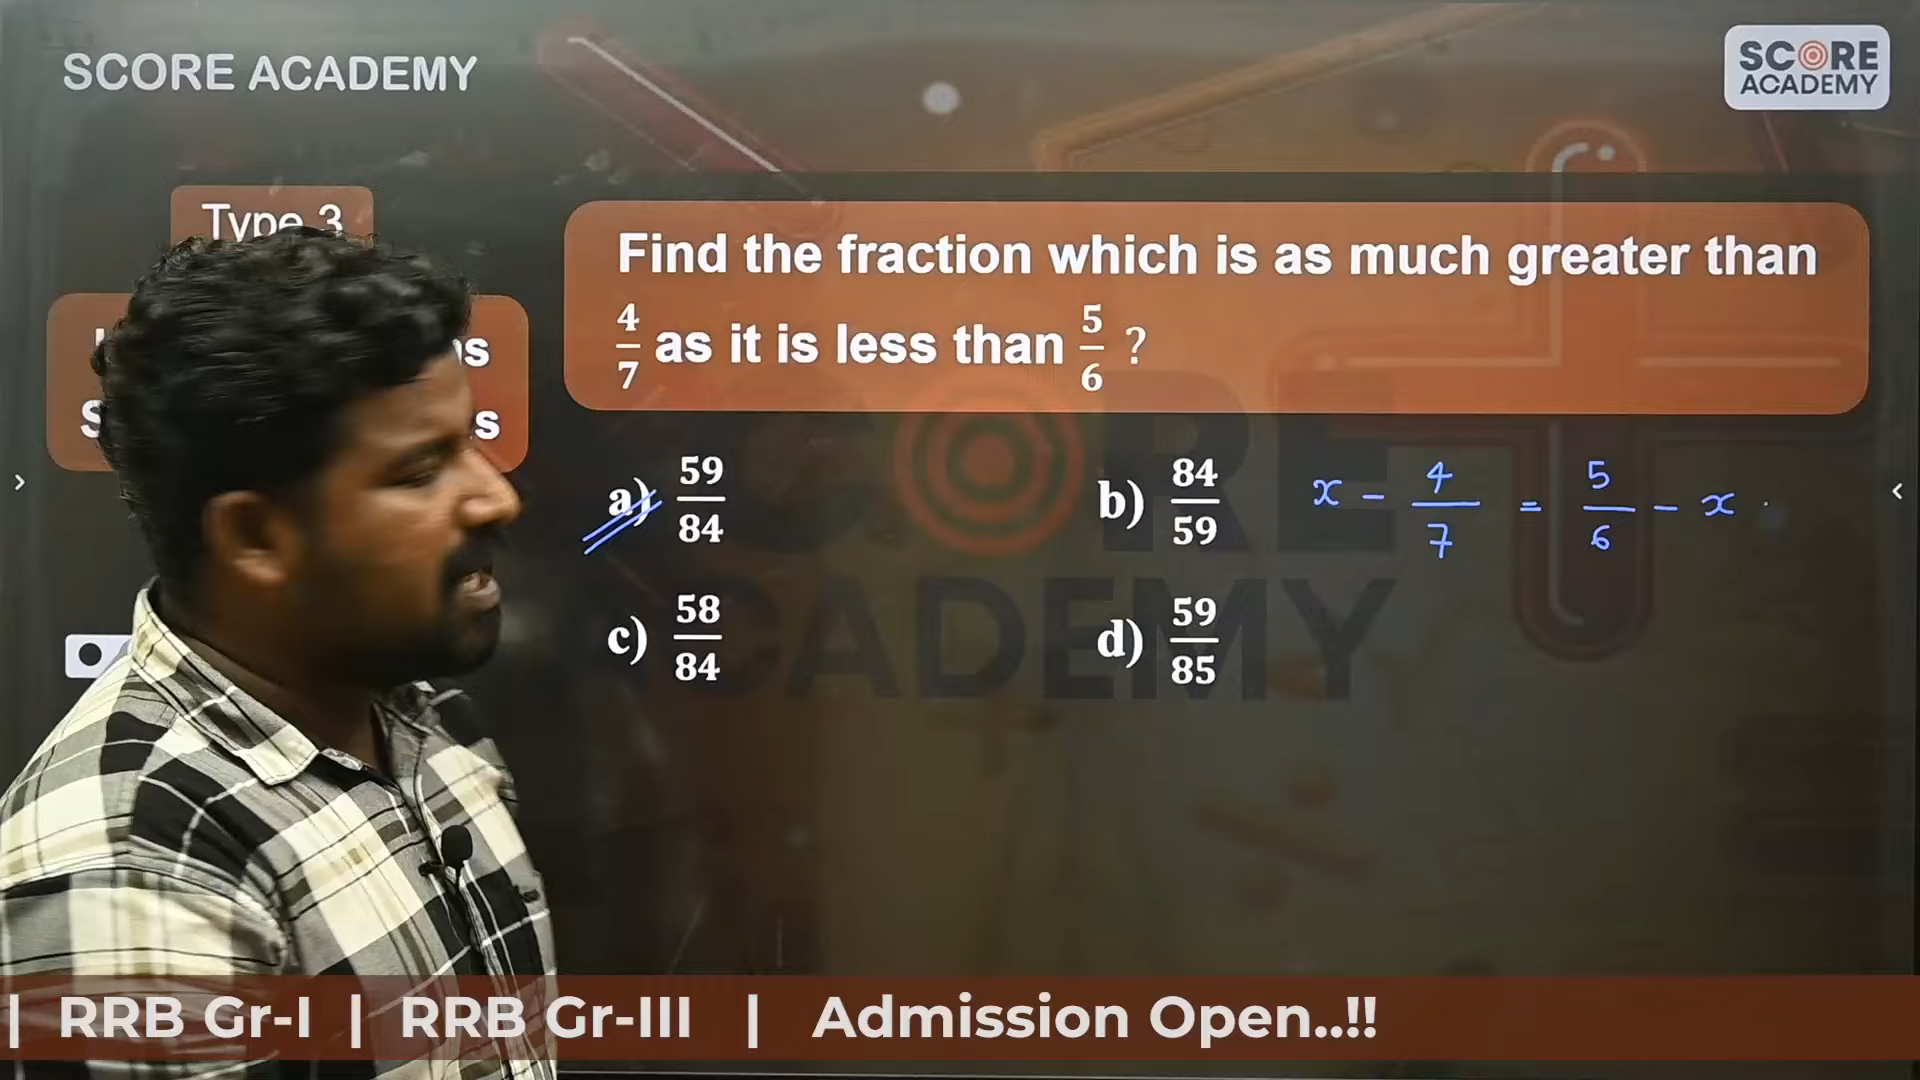 SCORE ACADEMY
SCORE
ACADEMY
Type 3
Find the fraction which is as much greater than
4/7 as it is less than 5/6 ?
a) 59/84
b) 84/59
x - 4/7 = 5/6 - x
c) 58/84
d) 59/85
SCORE
ACADEMY
| RRB Gr-I | RRB Gr-III | Admission Open..!!